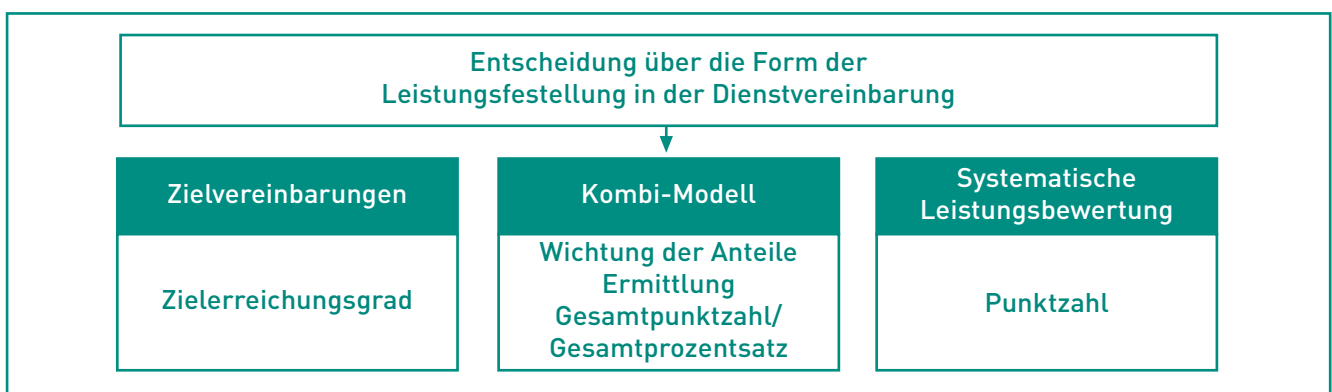 Entscheidung über die Form der
Leistungsfestellung in der Dienstvereinbarung
Zielvereinbarungen
Zielerreichungsgrad
Kombi-Modell
Wichtung der Anteile
Ermittlung
Gesamtpunktzahl/
Gesamtprozentsatz
Systematische
Leistungsbewertung
Punktzahl